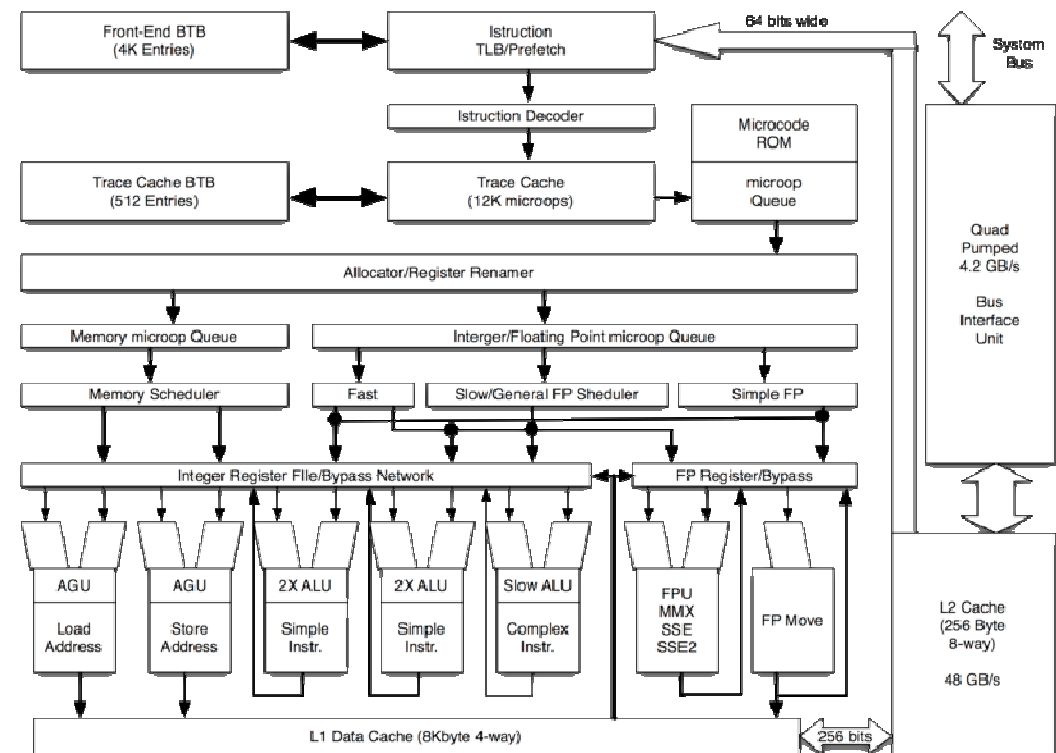 Front-End BTB
(4K Entries)
Istruction
TLB/Prefetch
64 bits wide
System
Bus
Istruction Decoder
Microcode
ROM
Trace Cache BTB
(512 Entries)
Trace Cache
(12K microops)
microop
Queue
Quad
Pumped
4.2 GB/s
Bus
Interface
Unit
Allocator/Register Renamer
Memory microop Queue
Interger/Floating Point microop Queue
Memory Scheduler
Fast
Slow/General FP Sheduler
Simple FP
Integer Register FIle/Bypass Network
FP Register/Bypass
AGU
Load
Address
AGU
Store
Address
2X ALU
Simple
Instr.
2X ALU
Simple
Instr.
Slow ALU
Complex
Instr.
FPU
MMX
SSE
SSE2
FP Move
L2 Cache
(256 Byte
8-way)
48 GB/s
L1 Data Cache (8Kbyte 4-way)
256 bits